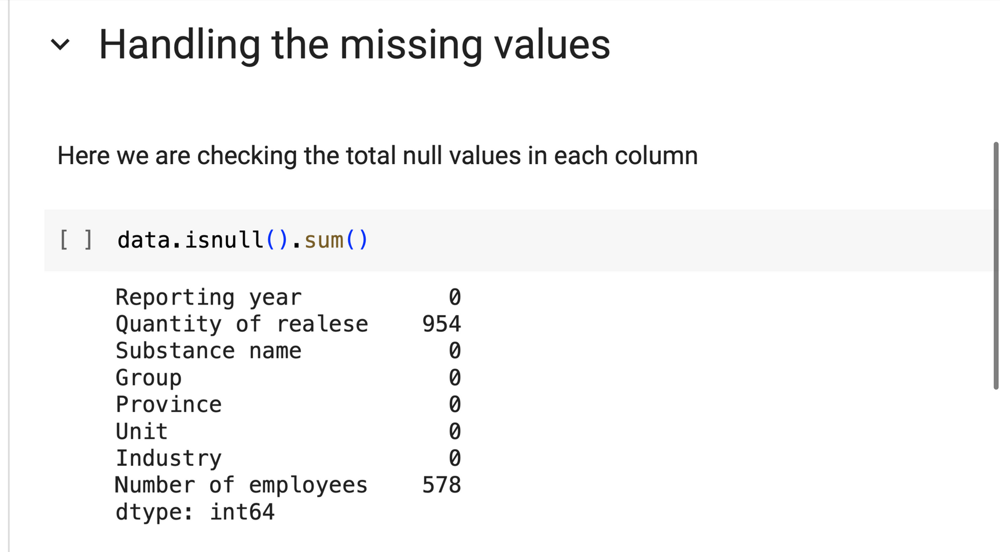 Handling the missing values
Here we are checking the total null values in each column
[ ] data.isnull().sum()
Reporting year 0
Quantity of realese 954
Substance name 0
Group 0
Province 0
Unit 0
Industry 0
Number of employees 578
dtype: int64